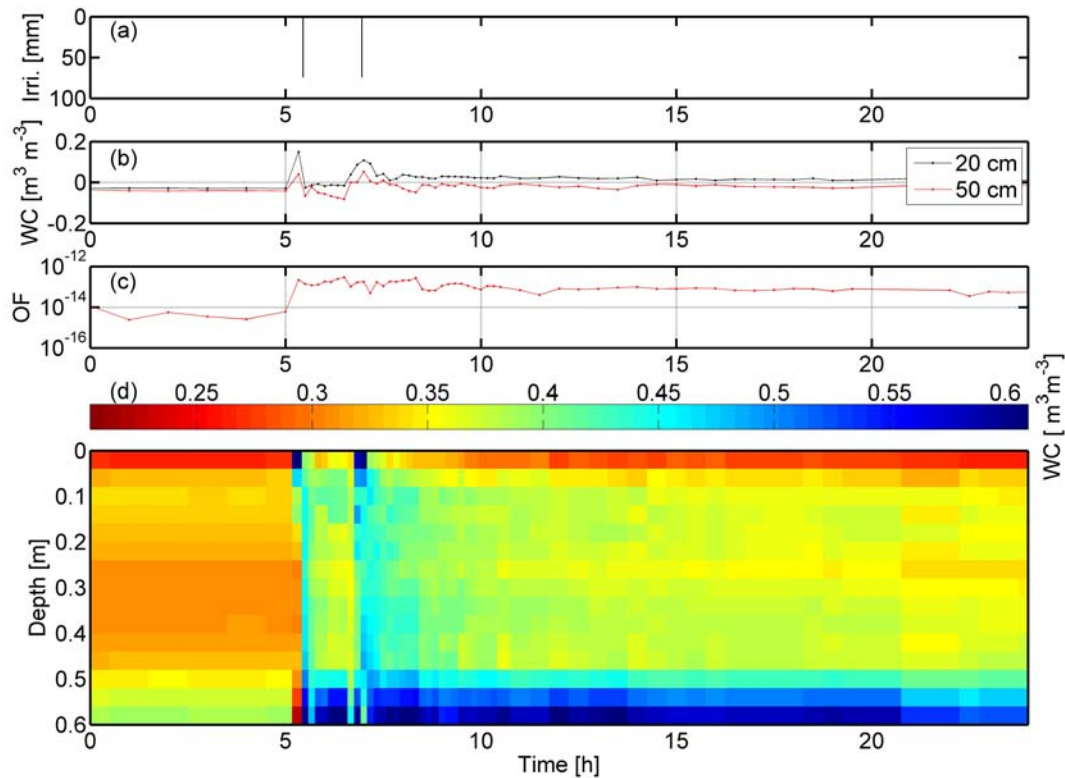 (a)
Irri. [mm]
0
50
100
0 5 10 15 20
(b)
WC [m³ m⁻³]
0.2
0
-0.2
20 cm
50 cm
0 5 10 15 20
(c)
OF
10⁻¹²
10⁻¹⁴
10⁻¹⁶
0 5 10 15 20
(d) 0.25 0.3 0.35 0.4 0.45 0.5 0.55 0.6
WC [ m³m⁻³]
Depth [m]
0
0.1
0.2
0.3
0.4
0.5
0.6
0 5 10 15 20
Time [h]